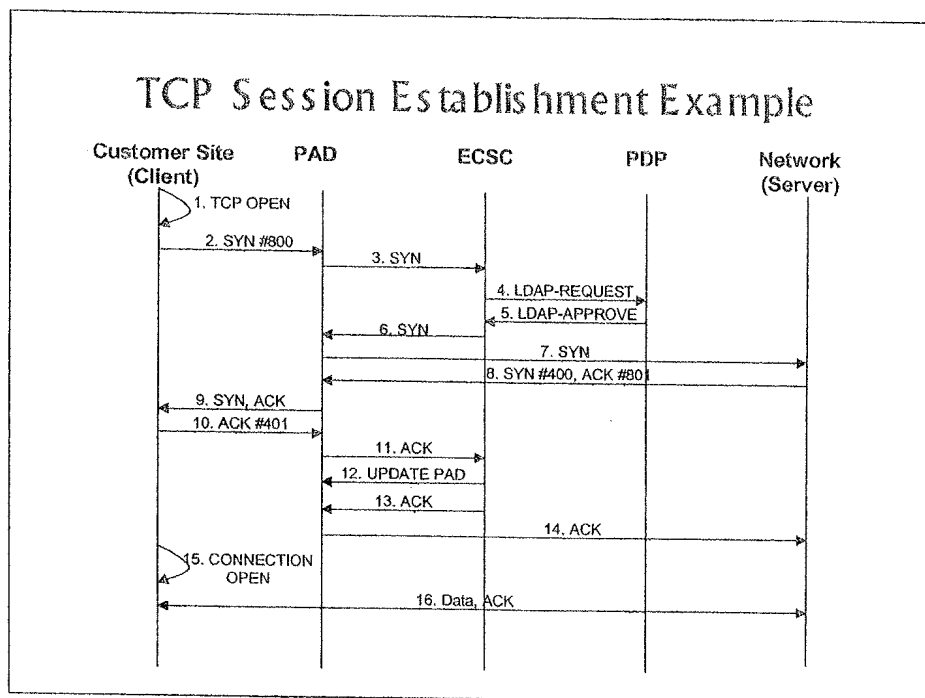 TCP Session Establishment Example
Customer Site
(Client)
PAD
ECSC
PDP
Network
(Server)
1. TCP OPEN
2. SYN #800
3. SYN
4. LDAP-REQUEST
5. LDAP-APPROVE
6. SYN
7. SYN
8. SYN #400, ACK #801
9. SYN, ACK
10. ACK #401
11. ACK
12. UPDATE PAD
13. ACK
14. ACK
15. CONNECTION
OPEN
16. Data, ACK